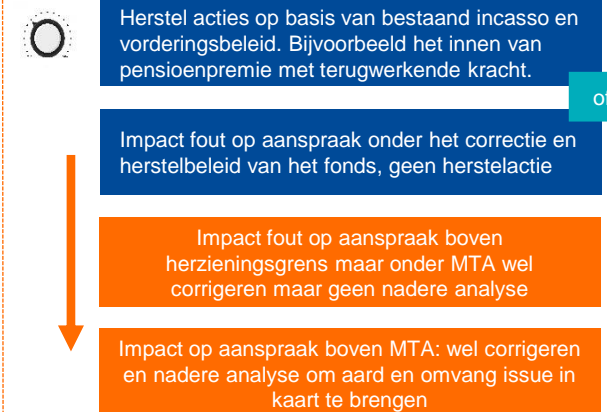 Herstel acties op basis van bestaand incasso en
vorderingsbeleid. Bijvoorbeeld het innen van
pensioenpremie met terugwerkende kracht.
Impact fout op aanspraak onder het correctie en
herstelbeleid van het fonds, geen herstelactie
Impact fout op aanspraak boven
herzieningsgrens maar onder MTA wel
corrigeren maar geen nadere analyse
Impact op aanspraak boven MTA: wel corrigeren
en nadere analyse om aard en omvang issue in
kaart te brengen